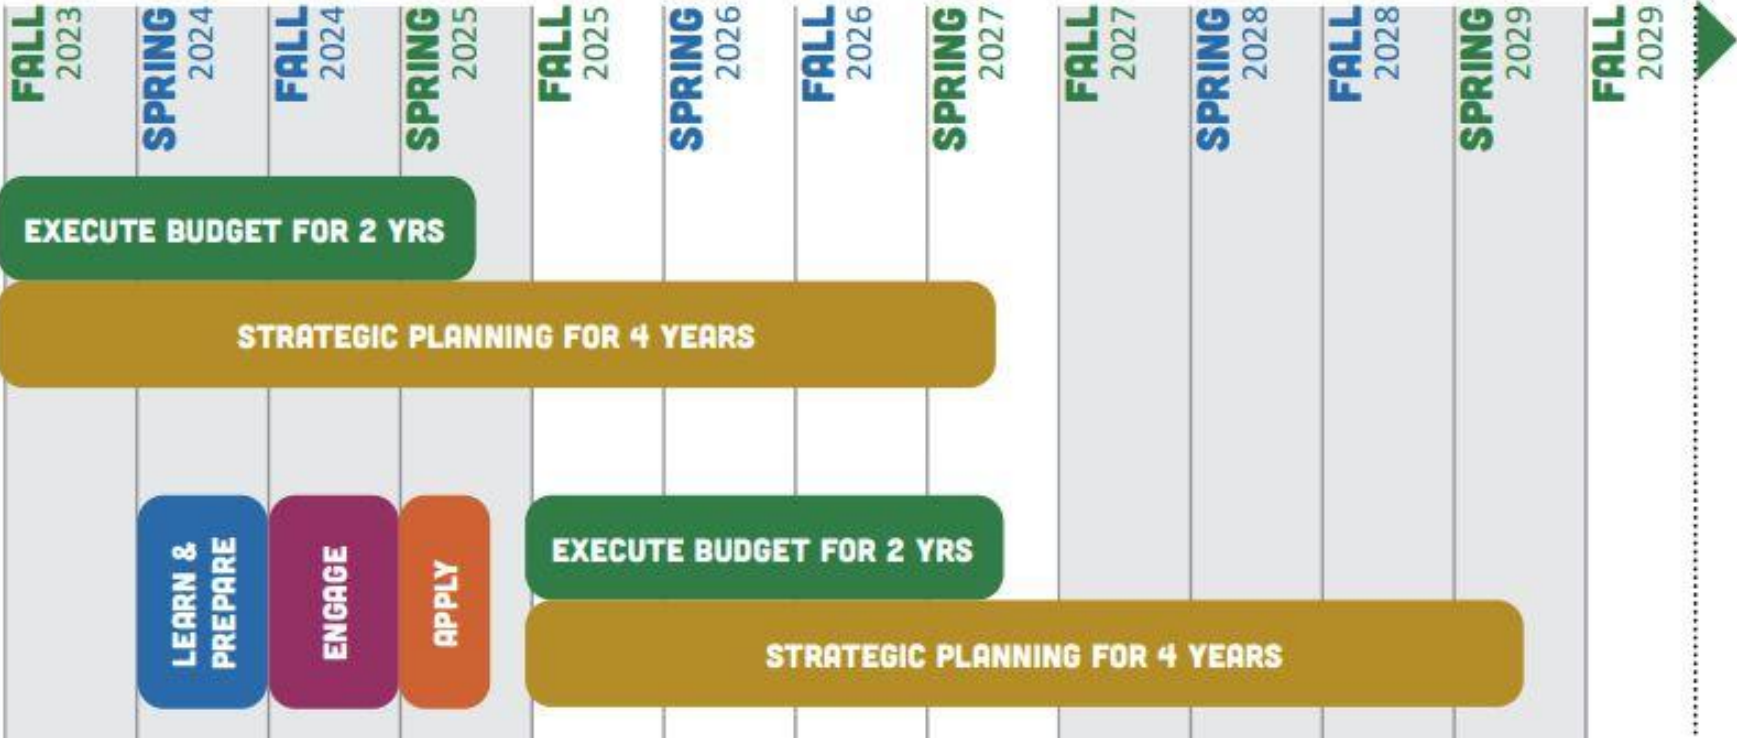 FALL
2023
SPRING
2024
FALL
2024
SPRING
2025
FALL
2025
SPRING
2026
FALL
2026
SPRING
2027
FALL
2027
SPRING
2028
FALL
2028
SPRING
2029
FALL
2029
EXECUTE BUDGET FOR 2 YRS
STRATEGIC PLANNING FOR 4 YEARS
LEARN &
PREPARE
ENGAGE
APPLY
EXECUTE BUDGET FOR 2 YRS
STRATEGIC PLANNING FOR 4 YEARS